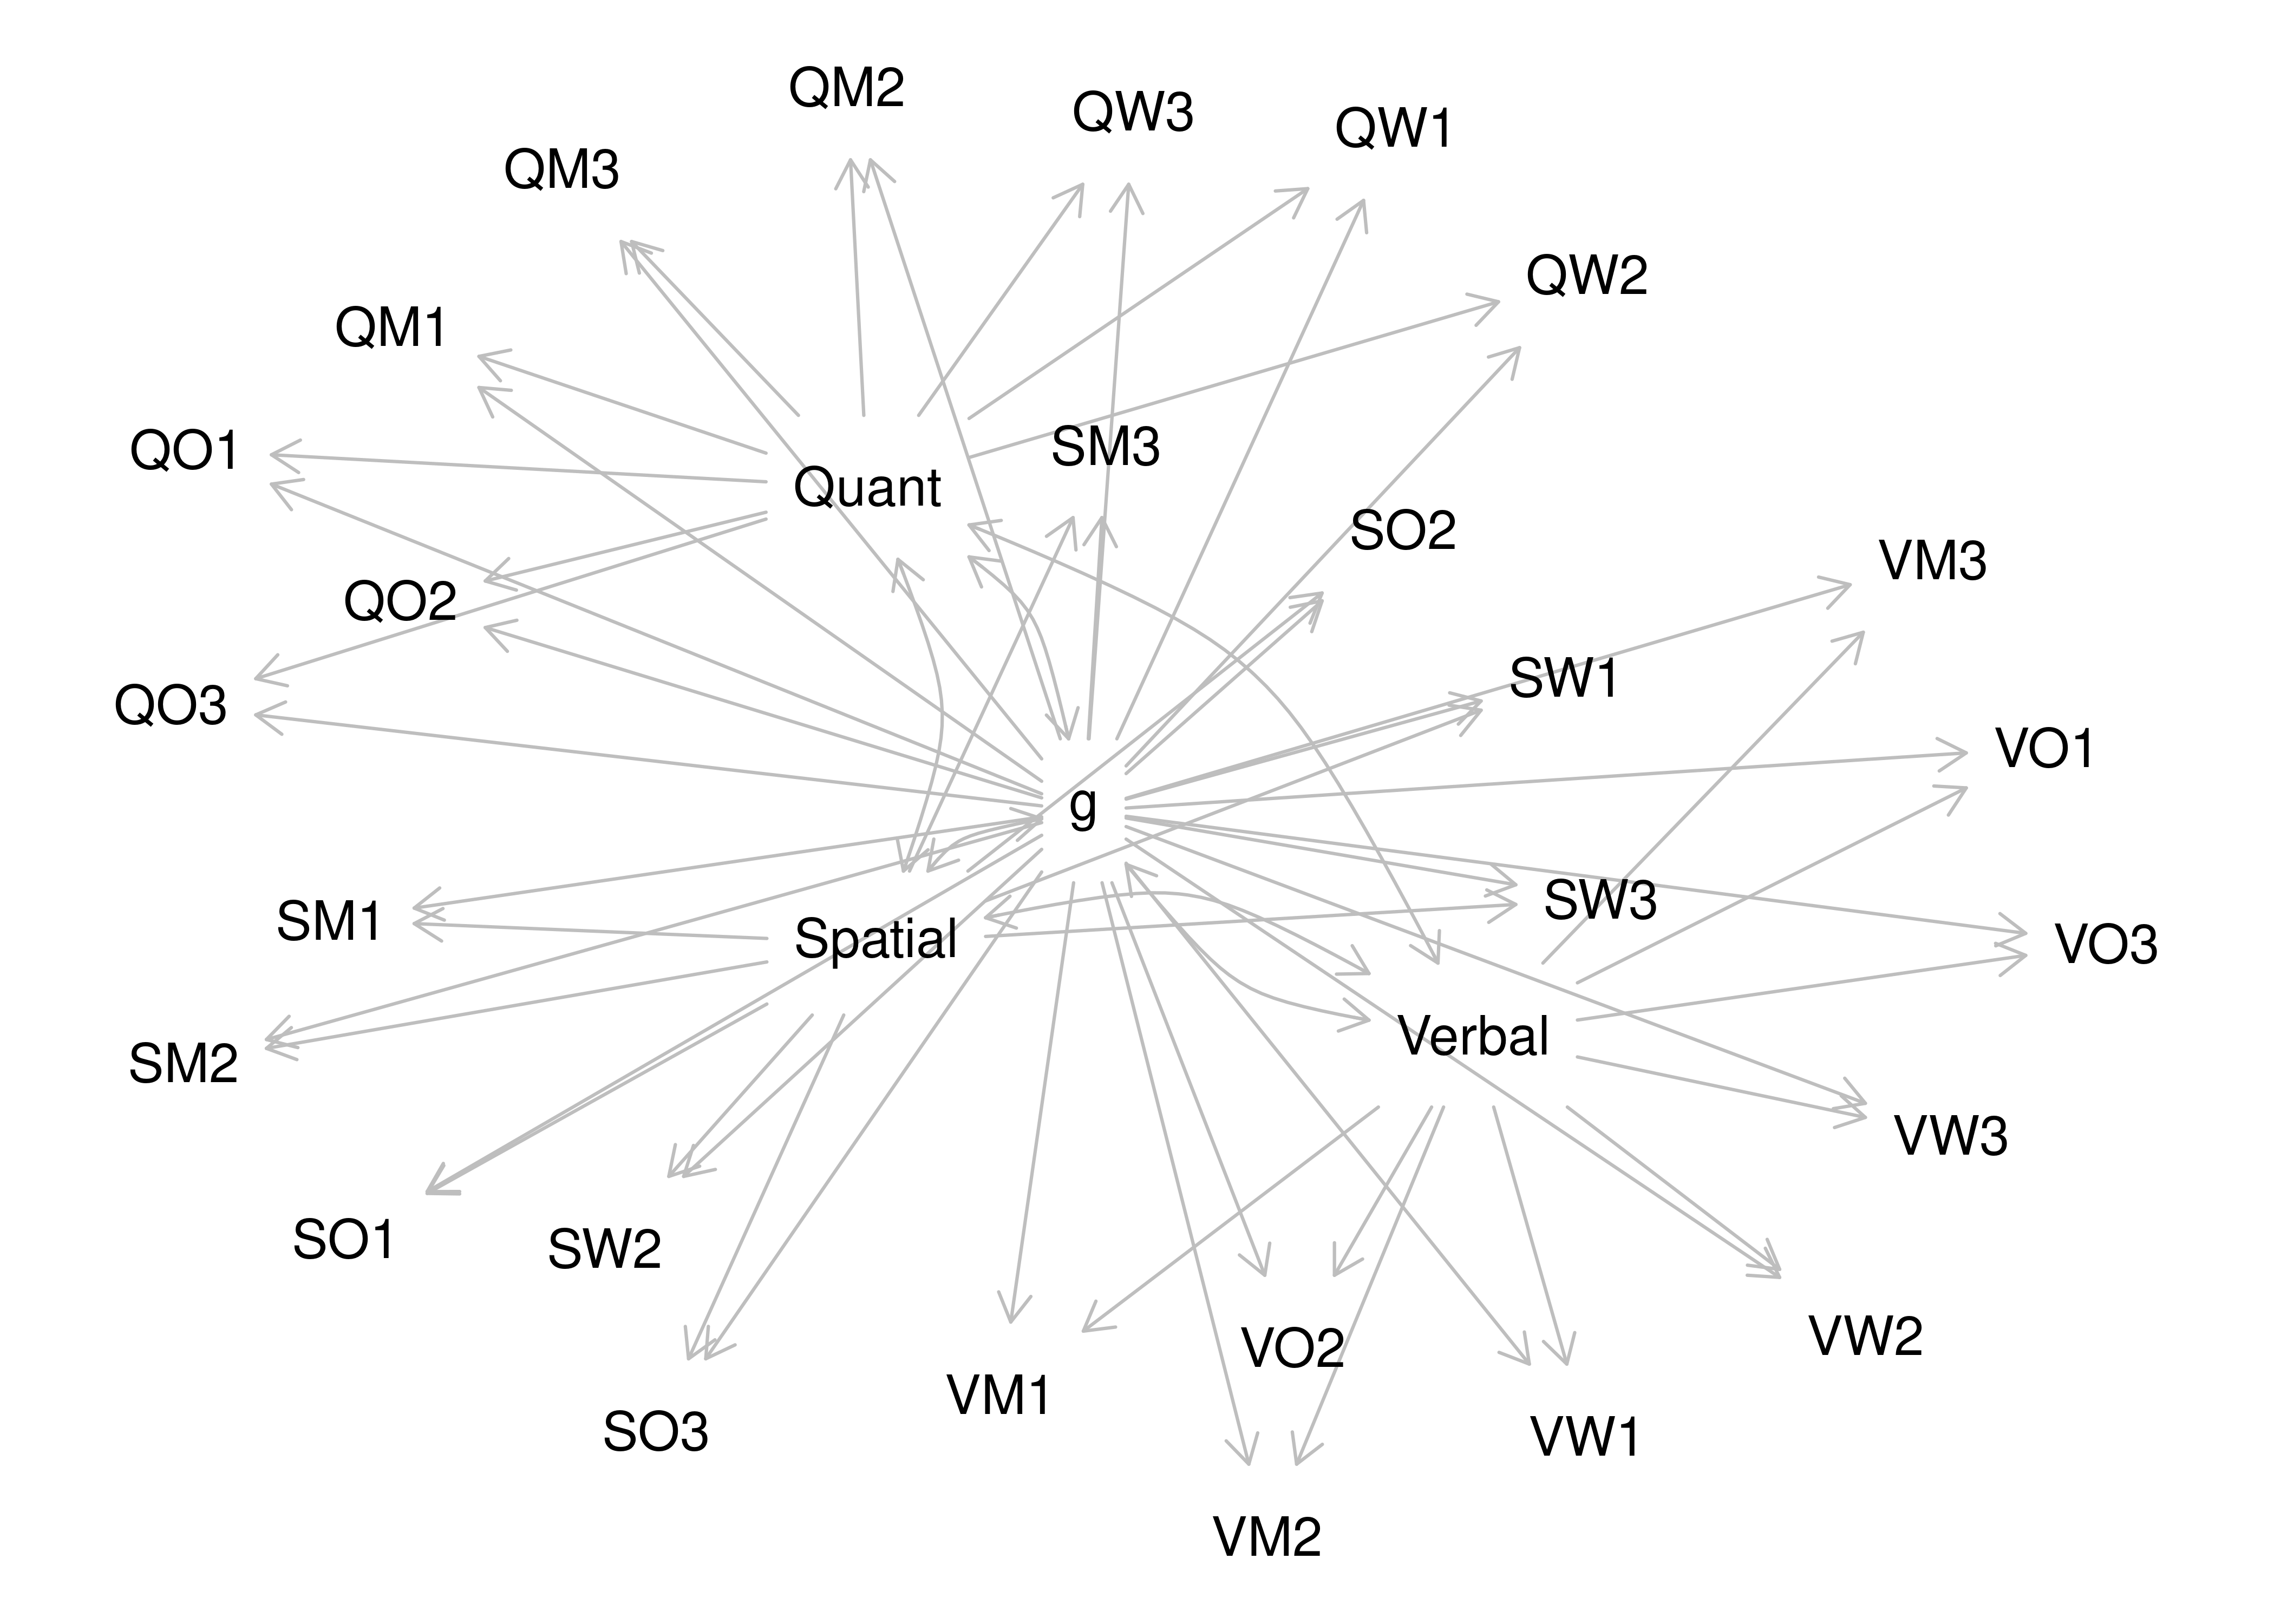 QM2
QW3
QW1
QM3
QW2
QM1
QO1
SM3
Quant
SO2
VM3
QO2
SW1
QO3
VO1
g
SW3
SM1
Spatial
VO3
Verbal
SM2
VW3
SO1
SW2
VW2
VO2
VM1
SO3
VW1
VM2